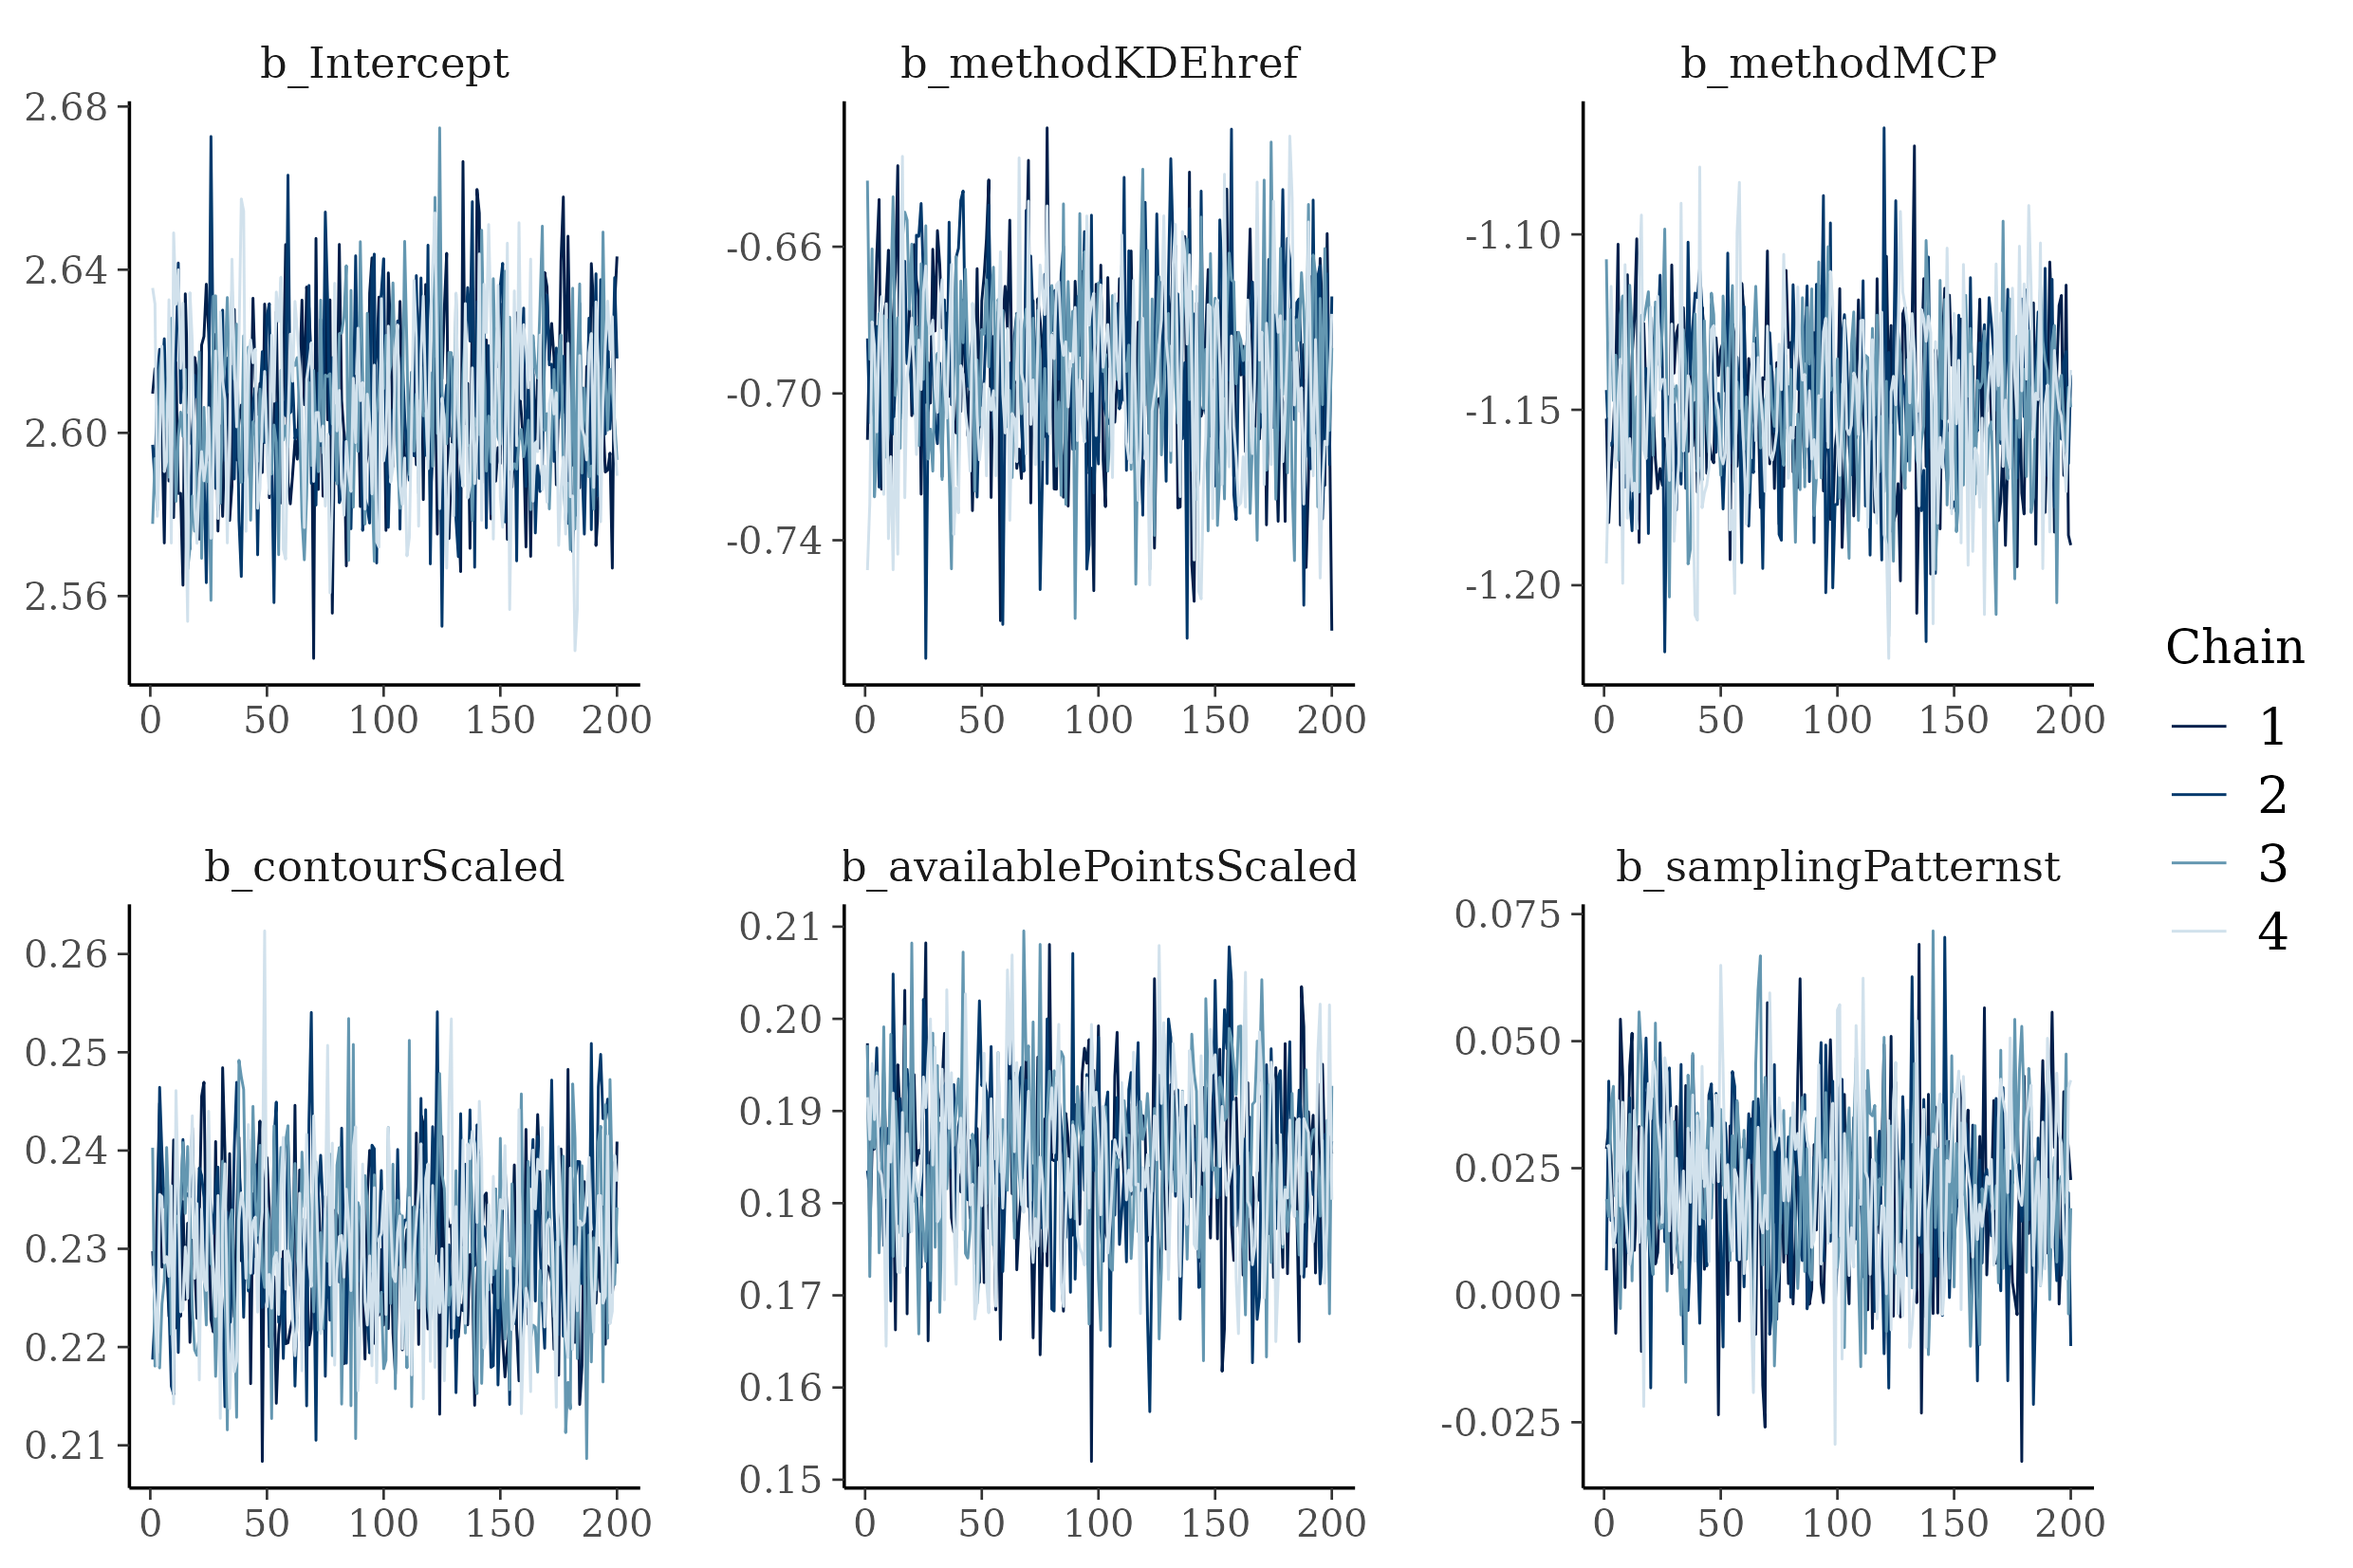 b_Intercept
2.68
2.64
2.60
2.56
0 50 100 150 200
b_methodKDEhref
-0.66
-0.70
-0.74
0 50 100 150 200
b_methodMCP
-1.10
-1.15
-1.20
0 50 100 150 200
b_contourScaled
0.26
0.25
0.24
0.23
0.22
0.21
0 50 100 150 200
b_availablePointsScaled
0.21
0.20
0.19
0.18
0.17
0.16
0.15
0 50 100 150 200
b_samplingPatternst
0.075
0.050
0.025
0.000
-0.025
0 50 100 150 200
Chain
1
2
3
4